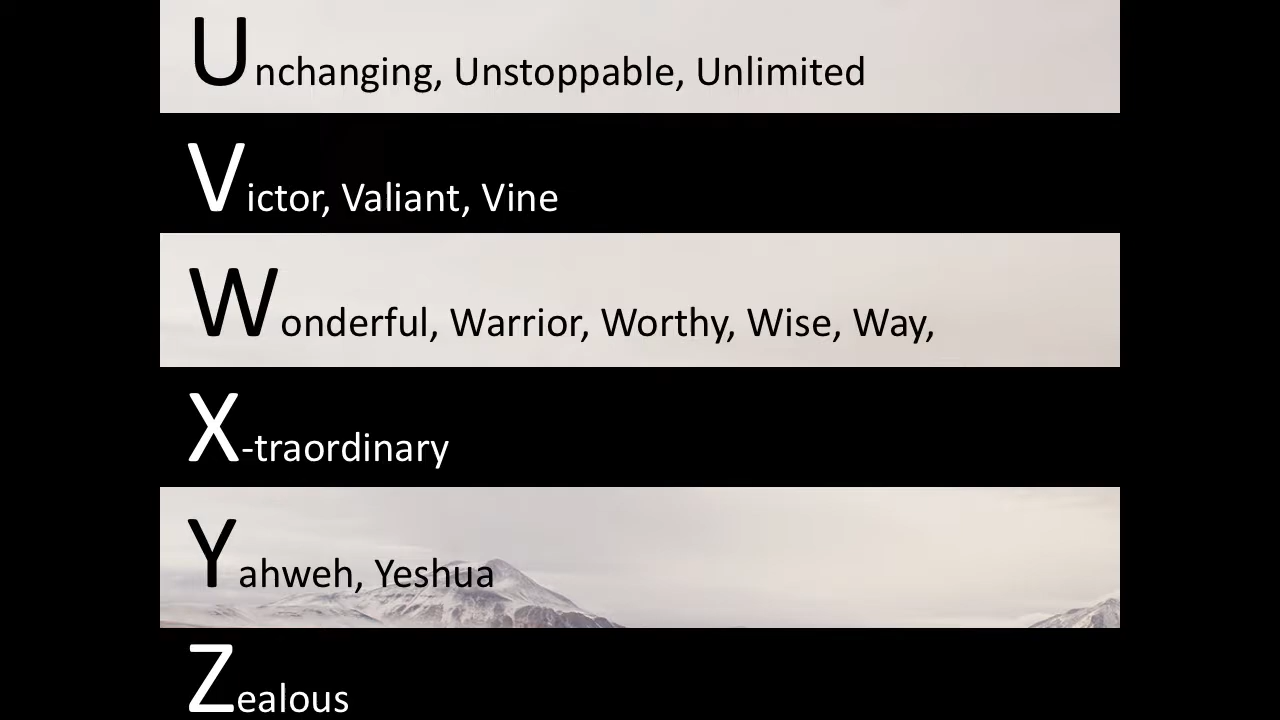 Unchanging, Unstoppable, Unlimited
Victor, Valiant, Vine
Wonderful, Warrior, Worthy, Wise, Way,
X-traordinary
Yahweh, Yeshua
Zealous